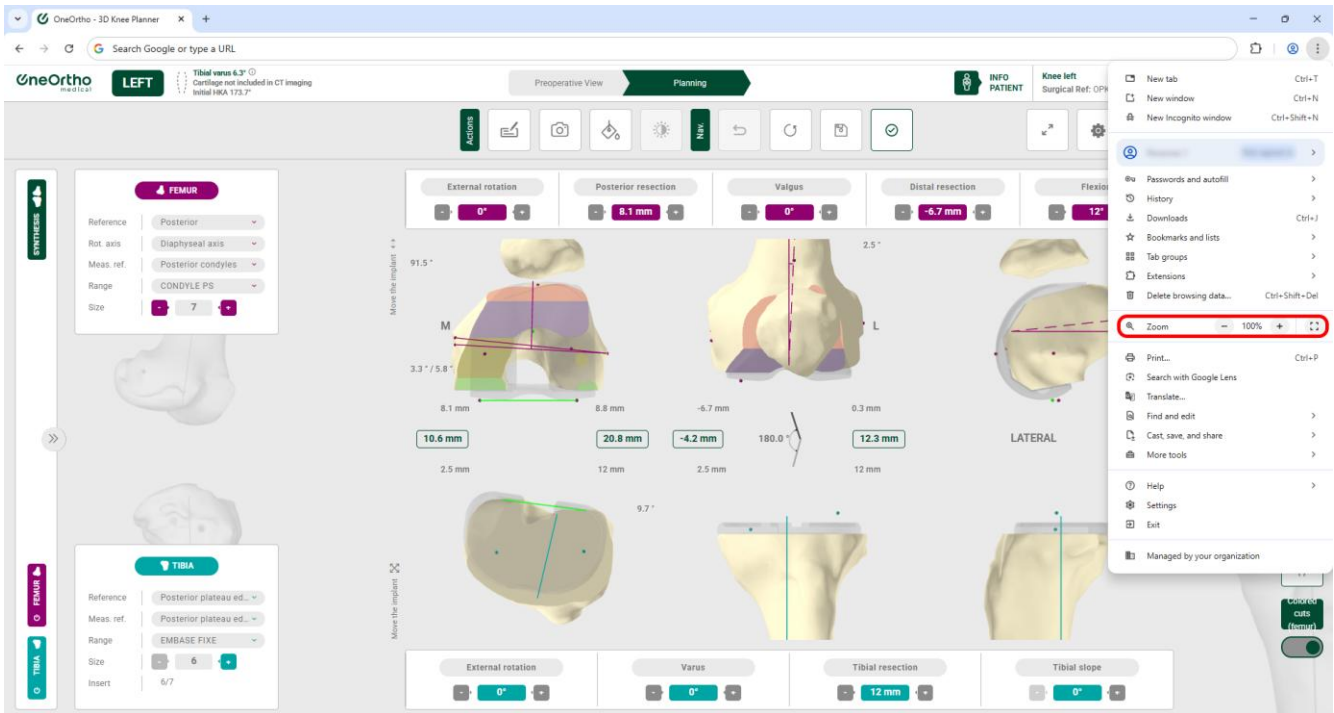 OneOrtho - 3D Knee Planner
Search Google or type a URL
OneOrtho
medical
LEFT
Tibial varus 6.3°
Cartilage not included in CT imaging
Initial HKA 173.7°
Preoperative View
Planning
INFO
PATIENT
Knee left
Surgical Ref:
Actions
Nav.
SYNTHESIS
FEMUR
Reference Posterior
Rot. axis Diaphyseal axis
Meas. ref. Posterior condyles
Range CONDYLE PS
Size - 7 +
External rotation Posterior resection Valgus Distal resection
- 0° + - 8.1 mm + - 0° + - -6.7 mm + - 12°
Move the implant
91.5 °
2.5 °
M
L
3.3 ° / 5.8 °
8.1 mm 8.8 mm -6.7 mm 0.3 mm
10.6 mm 20.8 mm -4.2 mm 180.0 ° 12.3 mm LATERAL
2.5 mm 12 mm 2.5 mm 12 mm
9.7 °
Move the implant
FEMUR
TIBIA
TIBIA
Reference Posterior plateau ed...
Meas. ref. Posterior plateau ed...
Range EMBASE FIXE
Size - 6 +
Insert 6/7
External rotation Varus Tibial resection Tibial slope
- 0° + - 0° + - 12 mm + - 0° +
New tab Ctrl+T
New window Ctrl+N
New Incognito window Ctrl+Shift+N
Passwords and autofill
History
Downloads Ctrl+J
Bookmarks and lists
Tab groups
Extensions
Delete browsing data... Ctrl+Shift+Del
Zoom - 100% +
Print... Ctrl+P
Search with Google Lens
Translate...
Find and edit
Cast, save, and share
More tools
Help
Settings
Exit
Managed by your organization
Colored
cuts
(femur)